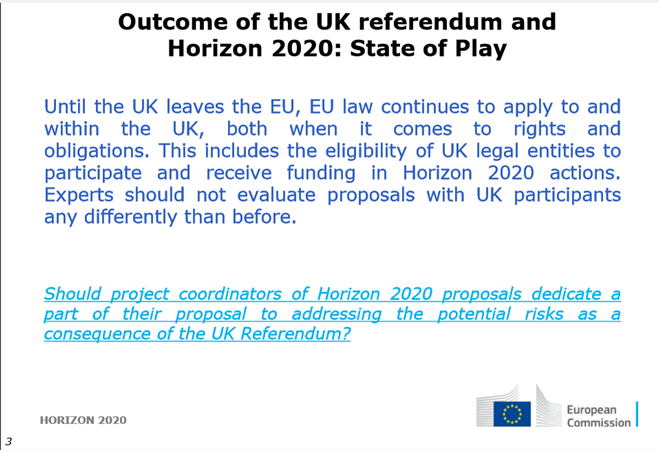 Outcome of the UK referendum and
Horizon 2020: State of Play
Until the UK leaves the EU, EU law continues to apply to and
within the UK, both when it comes to rights and
obligations. This includes the eligibility of UK legal entities to
participate and receive funding in Horizon 2020 actions.
Experts should not evaluate proposals with UK participants
any differently than before.
Should project coordinators of Horizon 2020 proposals dedicate a
part of their proposal to addressing the potential risks as a
consequence of the UK Referendum?
HORIZON 2020
European
Commission
3